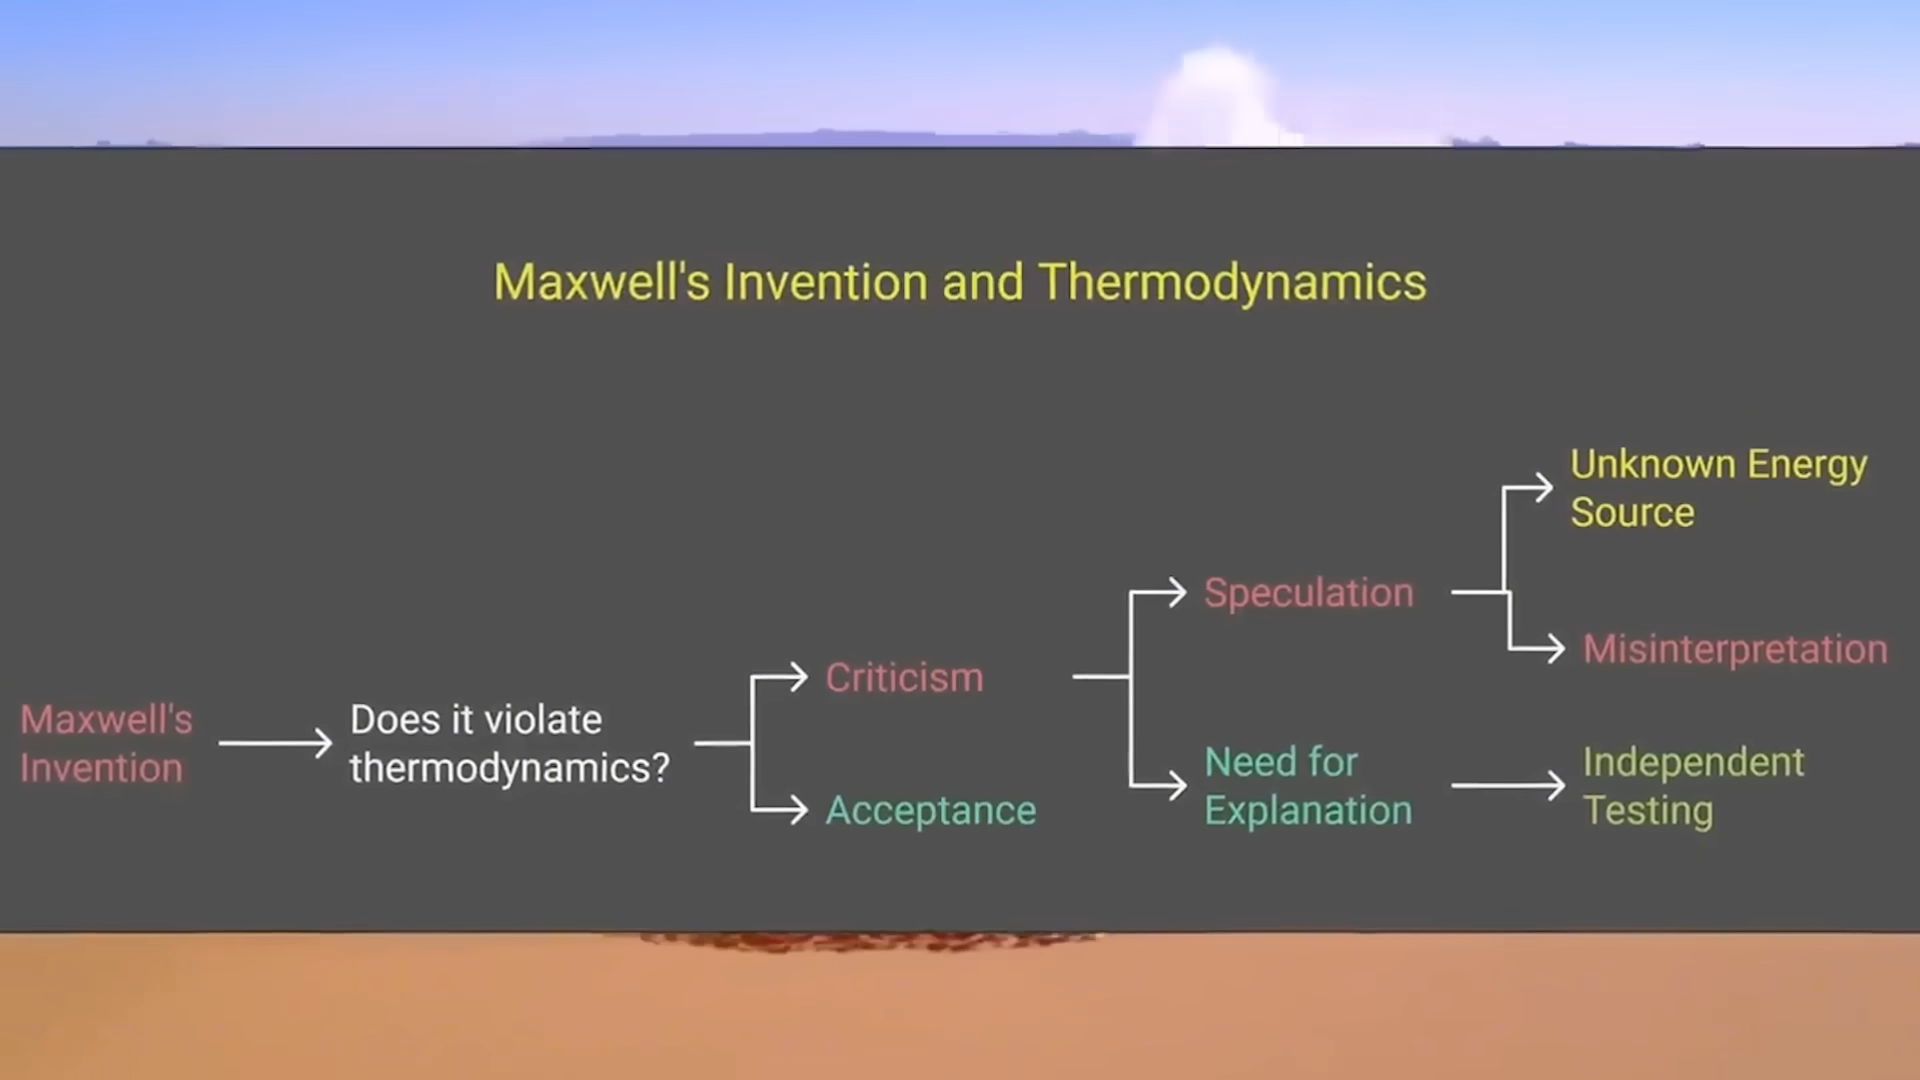 Maxwell's Invention and Thermodynamics
Maxwell's
Invention
Does it violate
thermodynamics?
Criticism
Acceptance
Speculation
Need for
Explanation
Unknown Energy
Source
Misinterpretation
Independent
Testing